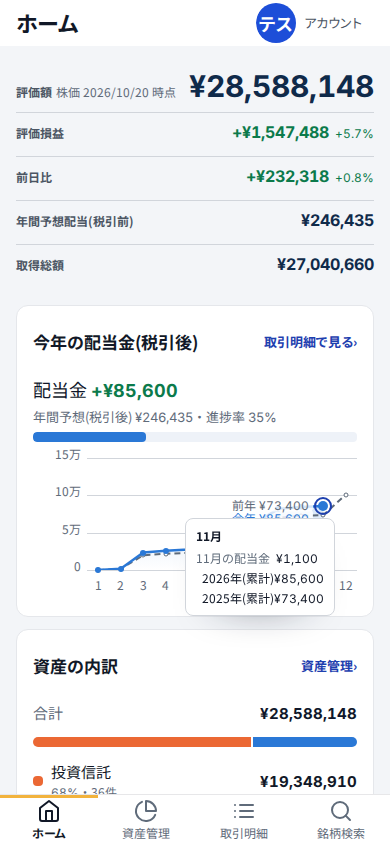 ホーム
テス アカウント
評価額 株価 2026/10/20 時点 ¥28,588,148
評価損益 +¥1,547,488 +5.7%
前日比 +¥232,318 +0.8%
年間予想配当(税引前) ¥246,435
取得総額 ¥27,040,660
今年の配当金(税引後) 取引明細で見る›
配当金 +¥85,600
年間予想(税引後) ¥246,435・進捗率 35%
15万
10万
5万
0
前年 ¥73,400
今年 ¥85,600
1 2 3 4 12
11月
11月の配当金 ¥1,100
2026年(累計)¥85,600
2025年(累計)¥73,400
資産の内訳 資産管理›
合計 ¥28,588,148
投資信託 ¥19,348,910
68%・36件
ホーム 資産管理 取引明細 銘柄検索